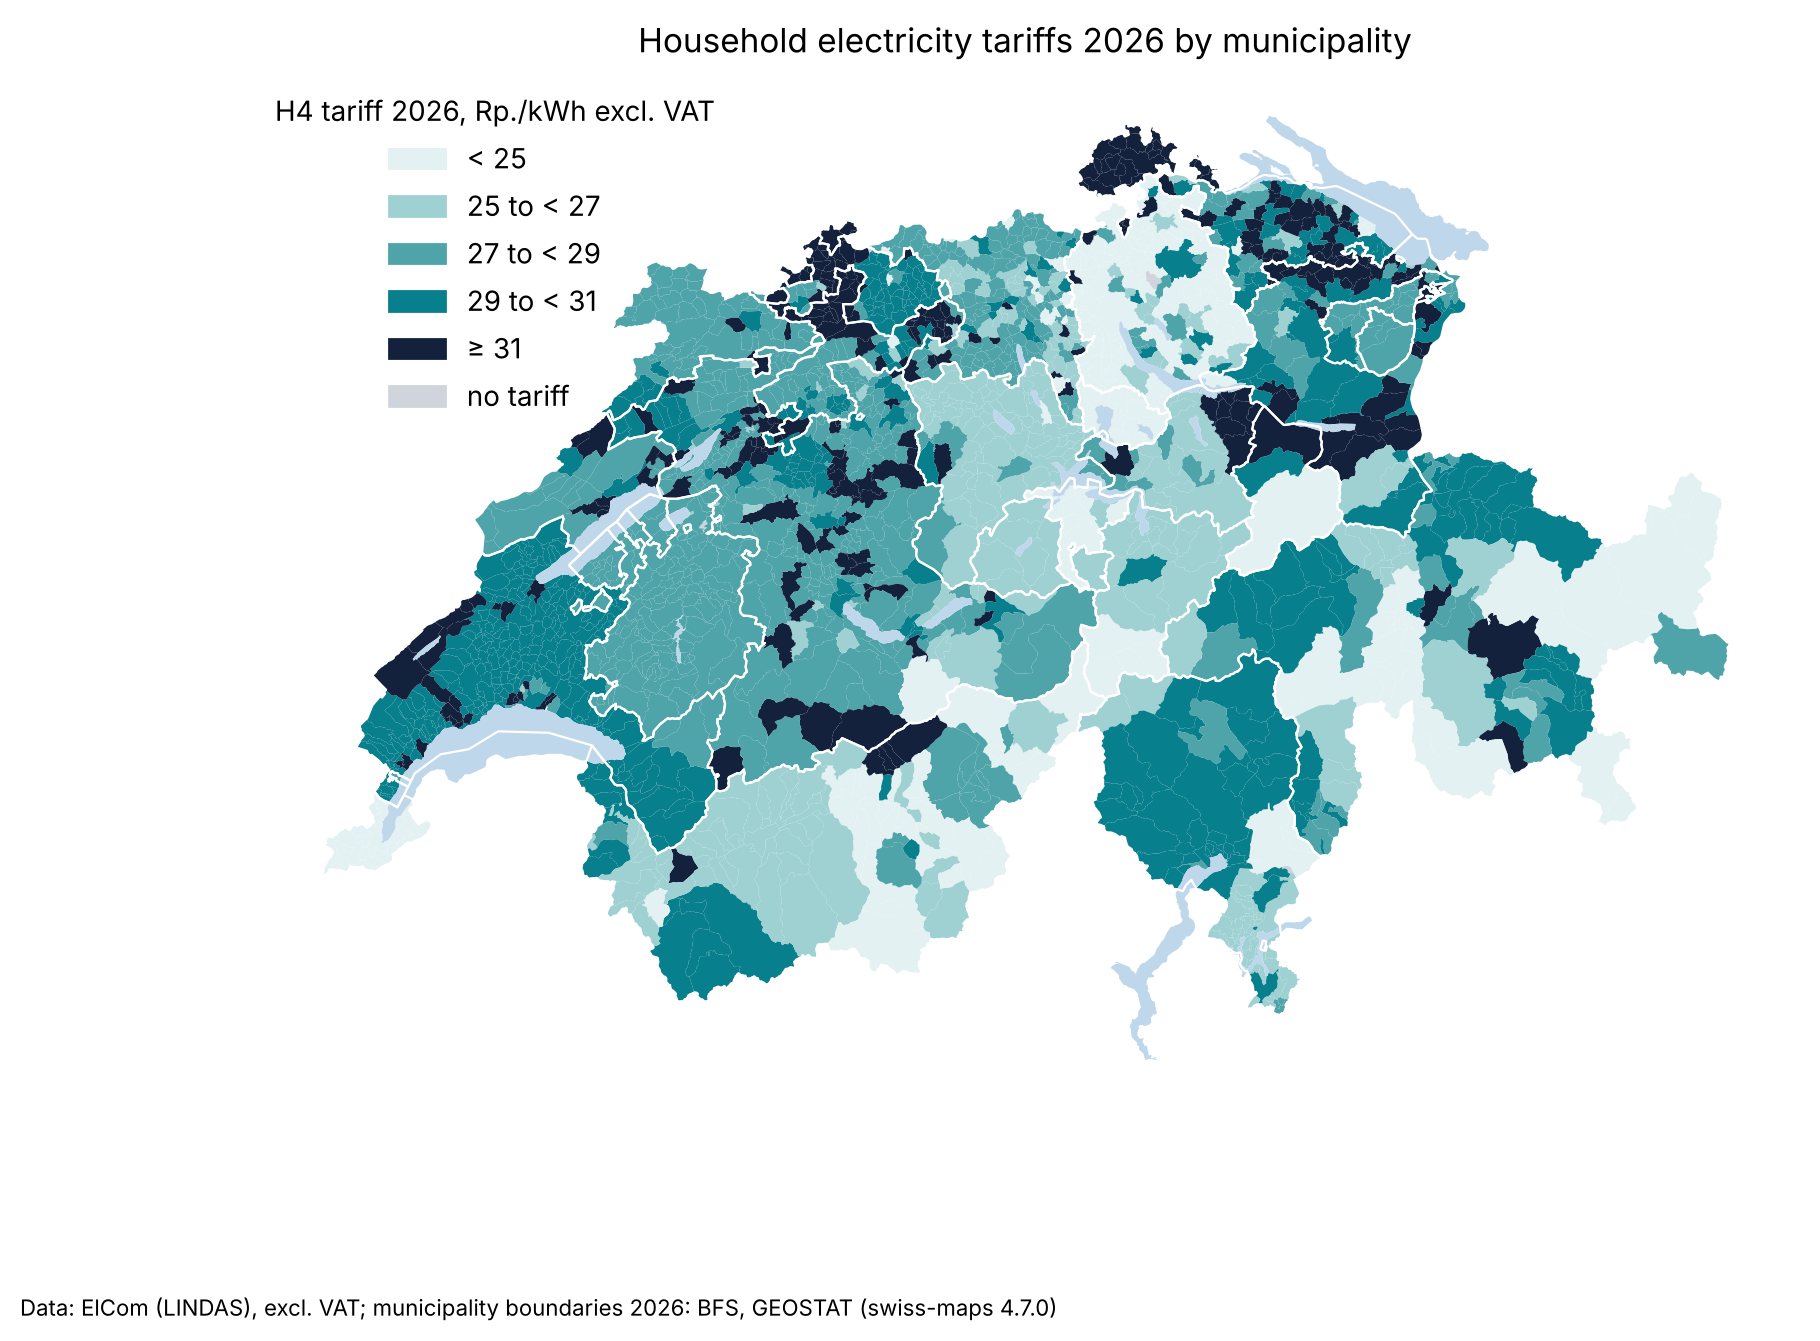 Household electricity tariffs 2026 by municipality
H4 tariff 2026, Rp./kWh excl. VAT
< 25
25 to < 27
27 to < 29
29 to < 31
≥ 31
no tariff
Data: ElCom (LINDAS), excl. VAT; municipality boundaries 2026: BFS, GEOSTAT (swiss-maps 4.7.0)